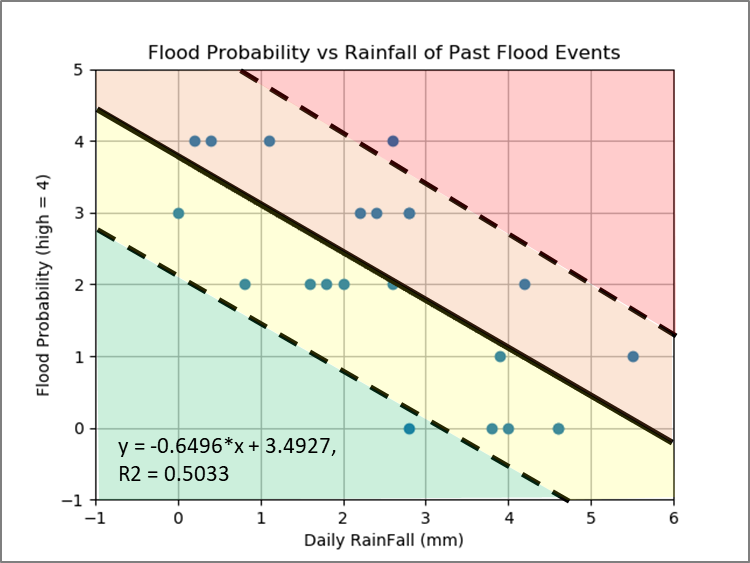 Flood Probability vs Rainfall of Past Flood Events
5
4
3
2
1
0
−1
Flood Probability (high = 4)
y = -0.6496*x + 3.4927,
R2 = 0.5033
−1 0 1 2 3 4 5 6
Daily RainFall (mm)